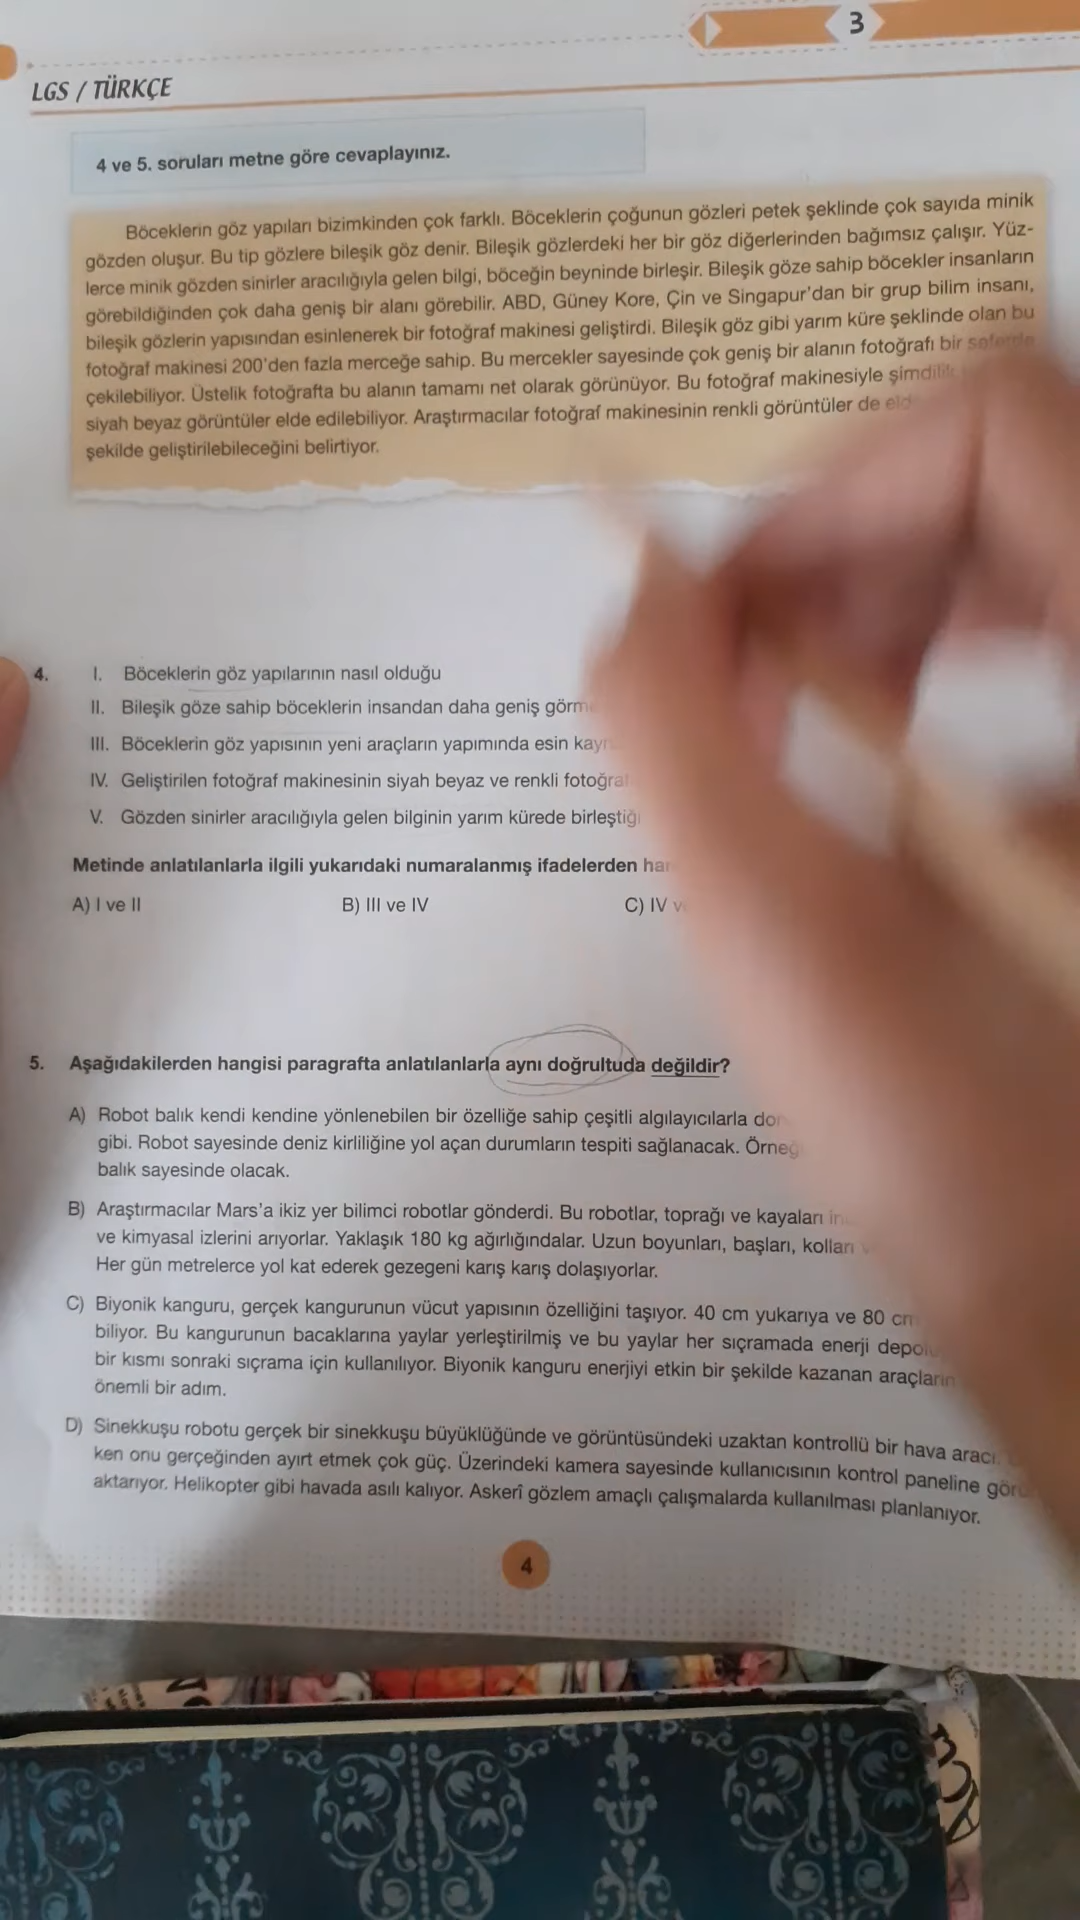 3
LGS / TÜRKÇE
4 ve 5. soruları metne göre cevaplayınız.
Böceklerin göz yapıları bizimkinden çok farklı. Böceklerin çoğunun gözleri petek şeklinde çok sayıda minik
gözden oluşur. Bu tip gözlere bileşik göz denir. Bileşik gözlerdeki her bir göz diğerlerinden bağımsız çalışır. Yüz-
lerce minik gözden sinirler aracılığıyla gelen bilgi, böceğin beyninde birleşir. Bileşik göze sahip böcekler insanların
görebildiğinden çok daha geniş bir alanı görebilir. ABD, Güney Kore, Çin ve Singapur'dan bir grup bilim insanı,
bileşik gözlerin yapısından esinlenerek bir fotoğraf makinesi geliştirdi. Bileşik göz gibi yarım küre şeklinde olan bu
fotoğraf makinesi 200'den fazla merceğe sahip. Bu mercekler sayesinde çok geniş bir alanın fotoğrafı bir seferde
çekilebiliyor. Üstelik fotoğrafta bu alanın tamamı net olarak görünüyor. Bu fotoğraf makinesiyle şimdilik
siyah beyaz görüntüler elde edilebiliyor. Araştırmacılar fotoğraf makinesinin renkli görüntüler de
şekilde geliştirilebileceğini belirtiyor.
4. I. Böceklerin göz yapılarının nasıl olduğu
II. Bileşik göze sahip böceklerin insandan daha geniş
III. Böceklerin göz yapısının yeni araçların yapımında esin
IV. Geliştirilen fotoğraf makinesinin siyah beyaz ve renkli
V. Gözden sinirler aracılığıyla gelen bilginin yarım kürede
Metinde anlatılanlarla ilgili yukarıdaki numaralanmış ifadelerden
A) I ve II B) III ve IV C) IV
5. Aşağıdakilerden hangisi paragrafta anlatılanlarla aynı doğrultuda değildir?
A) Robot balık kendi kendine yönlenebilen bir özelliğe sahip çeşitli algılayıcılarla
gibi. Robot sayesinde deniz kirliliğine yol açan durumların tespiti sağlanacak.
balık sayesinde olacak.
B) Araştırmacılar Mars'a ikiz yer bilimci robotlar gönderdi. Bu robotlar, toprağı ve kayaları
ve kimyasal izlerini arıyorlar. Yaklaşık 180 kg ağırlığındalar. Uzun boyunları, başları, kolları
Her gün metrelerce yol kat ederek gezegeni karış karış dolaşıyorlar.
C) Biyonik kanguru, gerçek kangurunun vücut yapısının özelliğini taşıyor. 40 cm yukarıya ve 80 cm
biliyor. Bu kangurunun bacaklarına yaylar yerleştirilmiş ve bu yaylar her sıçramada enerji
bir kısmı sonraki sıçrama için kullanılıyor. Biyonik kanguru enerjiyi etkin bir şekilde kazanan araçların
önemli bir adım.
D) Sinekkuşu robotu gerçek bir sinekkuşu büyüklüğünde ve görüntüsündeki uzaktan kontrollü bir hava aracı.
ken onu gerçeğinden ayırt etmek çok güç. Üzerindeki kamera sayesinde kullanıcısının kontrol paneline
aktarıyor. Helikopter gibi havada asılı kalıyor. Askerî gözlem amaçlı çalışmalarda kullanılması planlanıyor.
4